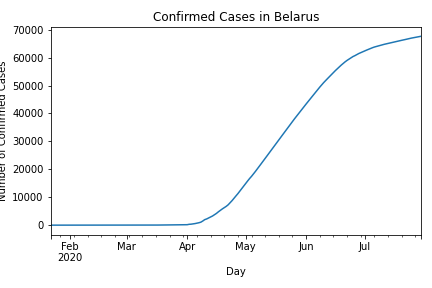 Confirmed Cases in Belarus
70000
60000
50000
40000
30000
20000
10000
0
Number of Confirmed Cases
Feb Mar Apr May Jun Jul
2020
Day